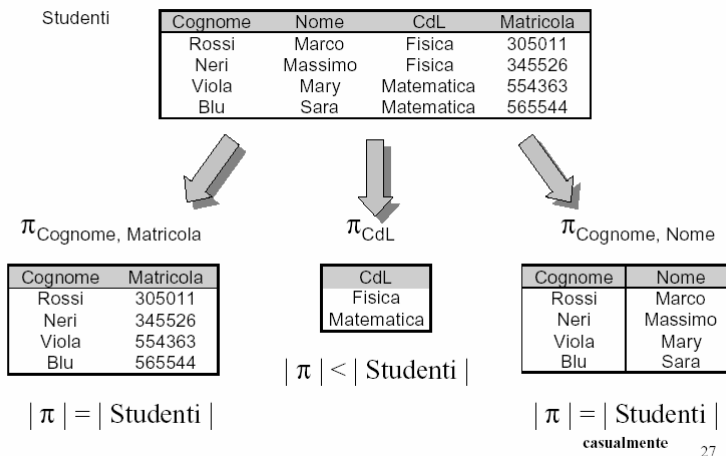 Studenti
Cognome Nome CdL Matricola
Rossi Marco Fisica 305011
Neri Massimo Fisica 345526
Viola Mary Matematica 554363
Blu Sara Matematica 565544
π Cognome, Matricola
π CdL
π Cognome, Nome
Cognome Matricola
Rossi 305011
Neri 345526
Viola 554363
Blu 565544
| π | = | Studenti |
CdL
Fisica
Matematica
| π | < | Studenti |
Cognome Nome
Rossi Marco
Neri Massimo
Viola Mary
Blu Sara
| π | = | Studenti |
casualmente
27